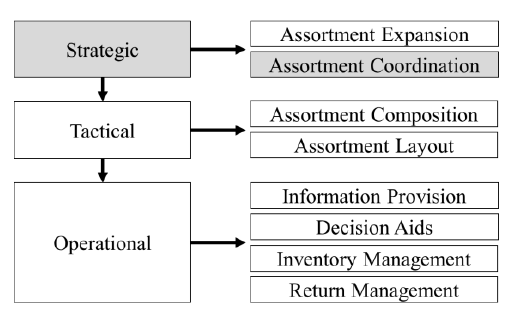 Strategic
Assortment Expansion
Assortment Coordination
Tactical
Assortment Composition
Assortment Layout
Operational
Information Provision
Decision Aids
Inventory Management
Return Management